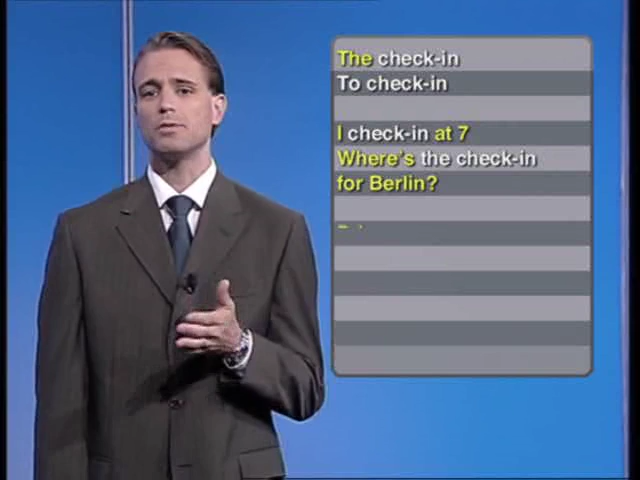 The check-in
To check-in
I check-in at 7
Where's the check-in
for Berlin?